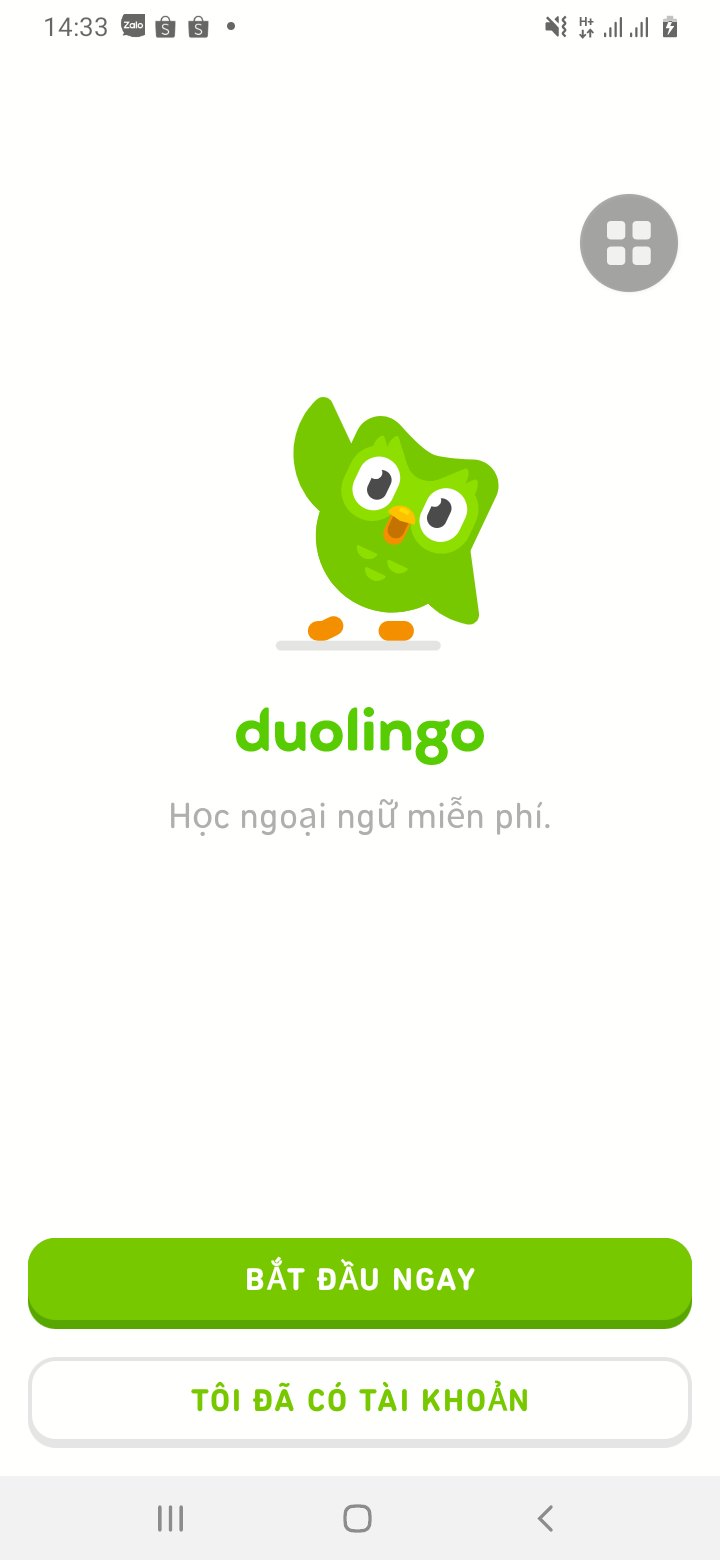 14:33
Zalo
S
S
H+
duolingo
Học ngoại ngữ miễn phí.
BẮT ĐẦU NGAY
TÔI ĐÃ CÓ TÀI KHOẢN